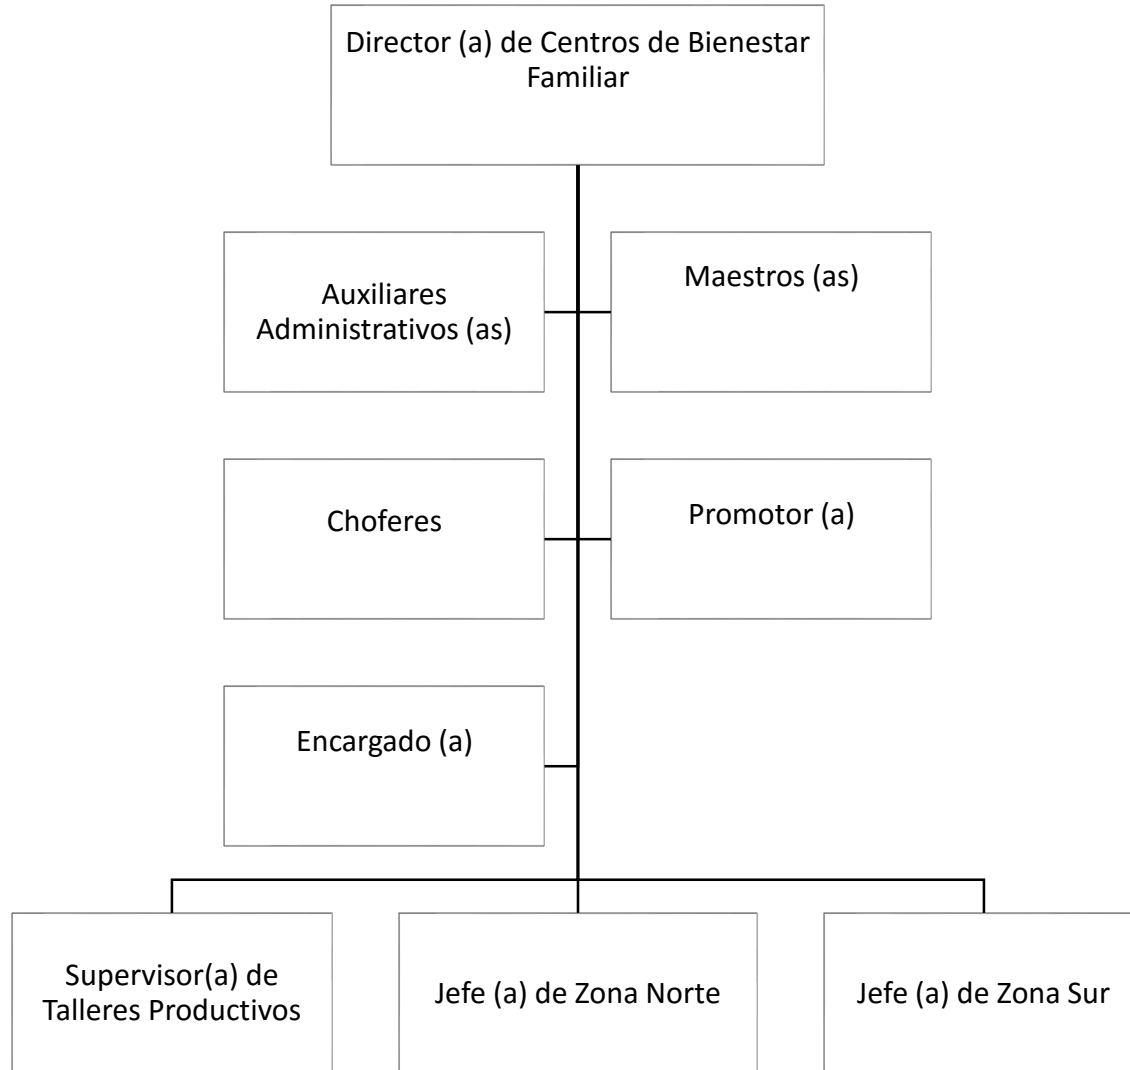 Director (a) de Centros de Bienestar
Familiar
Auxiliares
Administrativos (as)
Maestros (as)
Choferes
Promotor (a)
Encargado (a)
Supervisor(a) de
Talleres Productivos
Jefe (a) de Zona Norte
Jefe (a) de Zona Sur